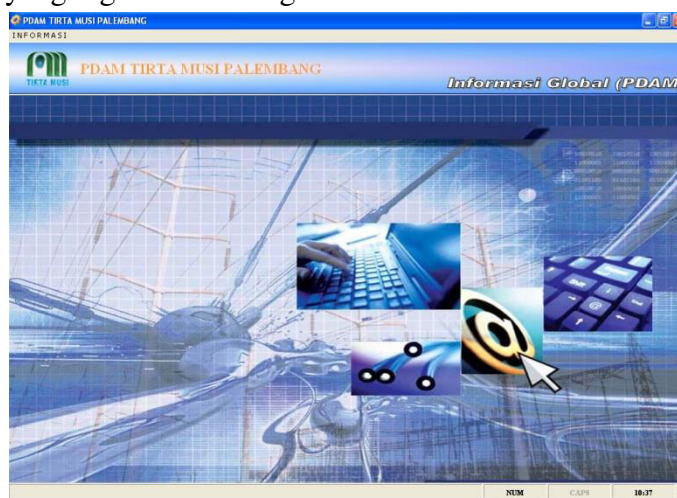 PDAM TIRTA MUSI PALEMBANG
INFORMASI
TIRTA MUSI
PDAM TIRTA MUSI PALEMBANG
Informasi Global (PDAM
NUM CAPS 10:37